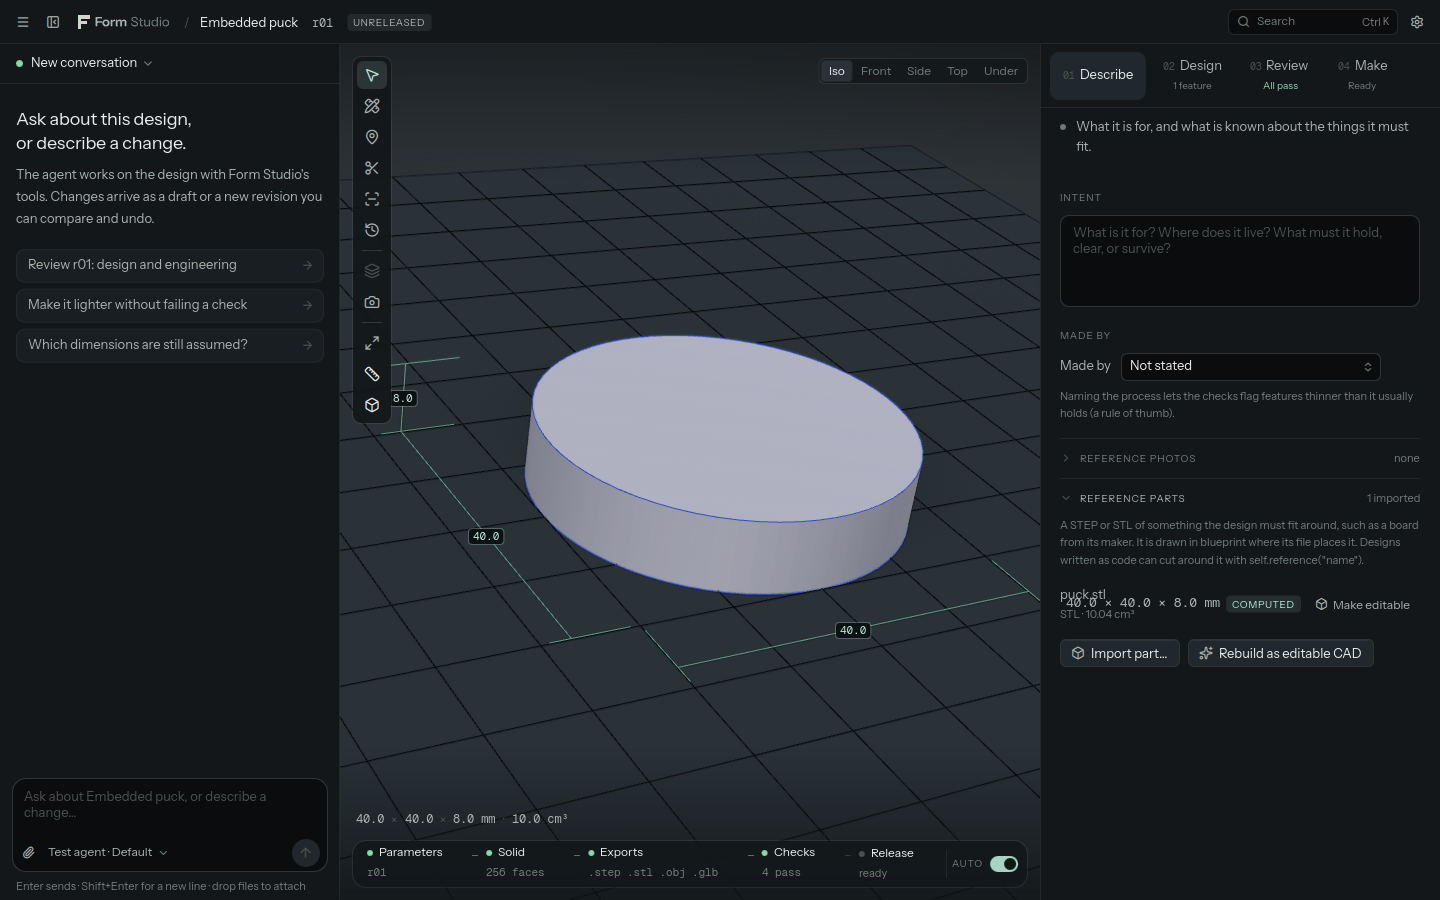 Form Studio / Embedded puck r01 UNRELEASED
Search Ctrl K
New conversation
Ask about this design,
or describe a change.
The agent works on the design with Form Studio's
tools. Changes arrive as a draft or a new revision you
can compare and undo.
Review r01: design and engineering
Make it lighter without failing a check
Which dimensions are still assumed?
Ask about Embedded puck, or describe a
change...
Test agent · Default
Enter sends · Shift+Enter for a new line · drop files to attach
Iso Front Side Top Under
8.0
40.0
40.0
40.0 × 40.0 × 8.0 mm 10.0 cm³
Parameters
r01
Solid
256 faces
Exports
.step .stl .obj .glb
Checks
4 pass
Release
ready
AUTO
01 Describe
02 Design
1 feature
03 Review
All pass
04 Make
Ready
What it is for, and what is known about the things it must
fit.
INTENT
What is it for? Where does it live? What must it hold,
clear, or survive?
MADE BY
Made by Not stated
Naming the process lets the checks flag features thinner than it usually
holds (a rule of thumb).
REFERENCE PHOTOS none
REFERENCE PARTS 1 imported
A STEP or STL of something the design must fit around, such as a board
from its maker. It is drawn in blueprint where its file places it. Designs
written as code can cut around it with self.reference("name").
puck.stl
40.0 × 40.0 × 8.0 mm COMPUTED Make editable
STL · 10.04 cm³
Import part... Rebuild as editable CAD